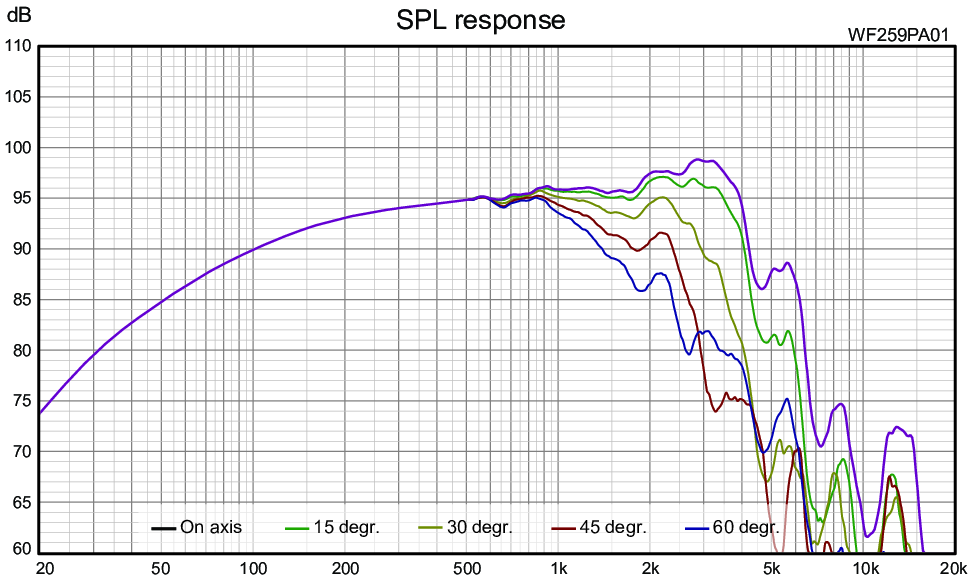 dB
SPL response
WF259PA01
110
105
100
95
90
85
80
75
70
65
60
On axis
15 degr.
30 degr.
45 degr.
60 degr.
20
50
100
200
500
1k
2k
5k
10k
20k